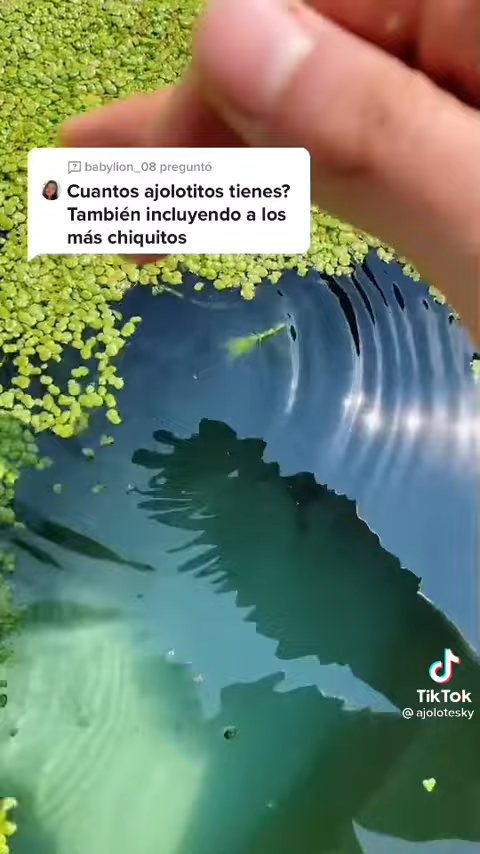 babylion_08 preguntó
Cuantos ajolotitos tienes?
También incluyendo a los
más chiquitos
TikTok
@ ajolotesky